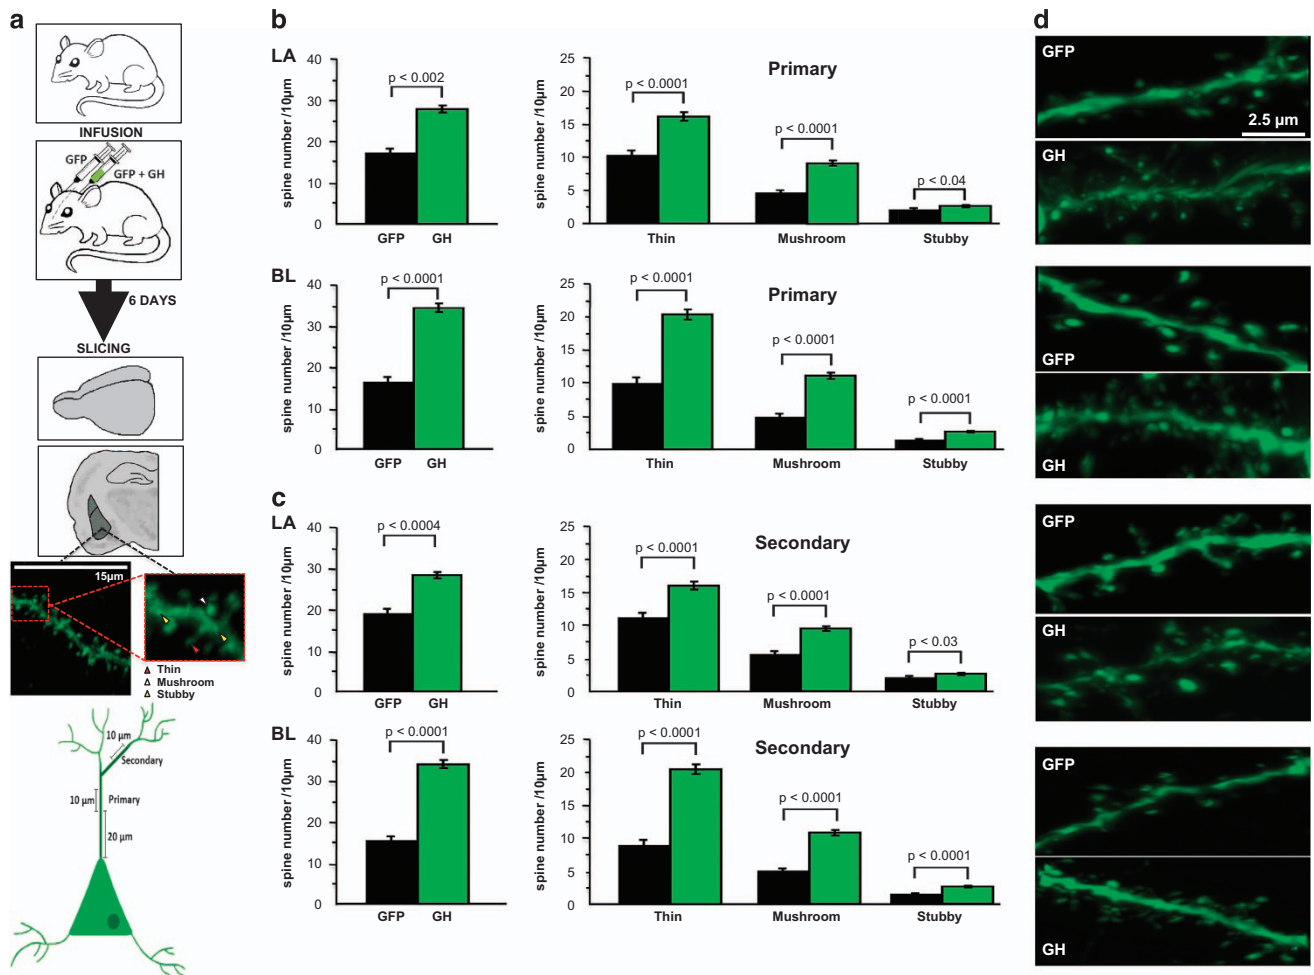 a
INFUSION
GFP
GFP + GH
6 DAYS
SLICING
15µm
Thin
Mushroom
Stubby
10 µm
Secondary
10 µm
Primary
20 µm
b
LA
spine number /10µm
40
30
20
10
0
p < 0.002
GFP GH
spine number /10µm
25
20
15
10
5
0
Primary
p < 0.0001
p < 0.0001
p < 0.04
Thin Mushroom Stubby
BL
spine number /10µm
40
30
20
10
0
p < 0.0001
GFP GH
spine number /10µm
25
20
15
10
5
0
Primary
p < 0.0001
p < 0.0001
p < 0.0001
Thin Mushroom Stubby
c
LA
spine number /10µm
40
30
20
10
0
p < 0.0004
GFP GH
spine number /10µm
25
20
15
10
5
0
Secondary
p < 0.0001
p < 0.0001
p < 0.03
Thin Mushroom Stubby
BL
spine number /10µm
40
30
20
10
0
p < 0.0001
GFP GH
spine number /10µm
25
20
15
10
5
0
Secondary
p < 0.0001
p < 0.0001
p < 0.0001
Thin Mushroom Stubby
d
GFP
2.5 µm
GH
GFP
GH
GFP
GH
GFP
GH